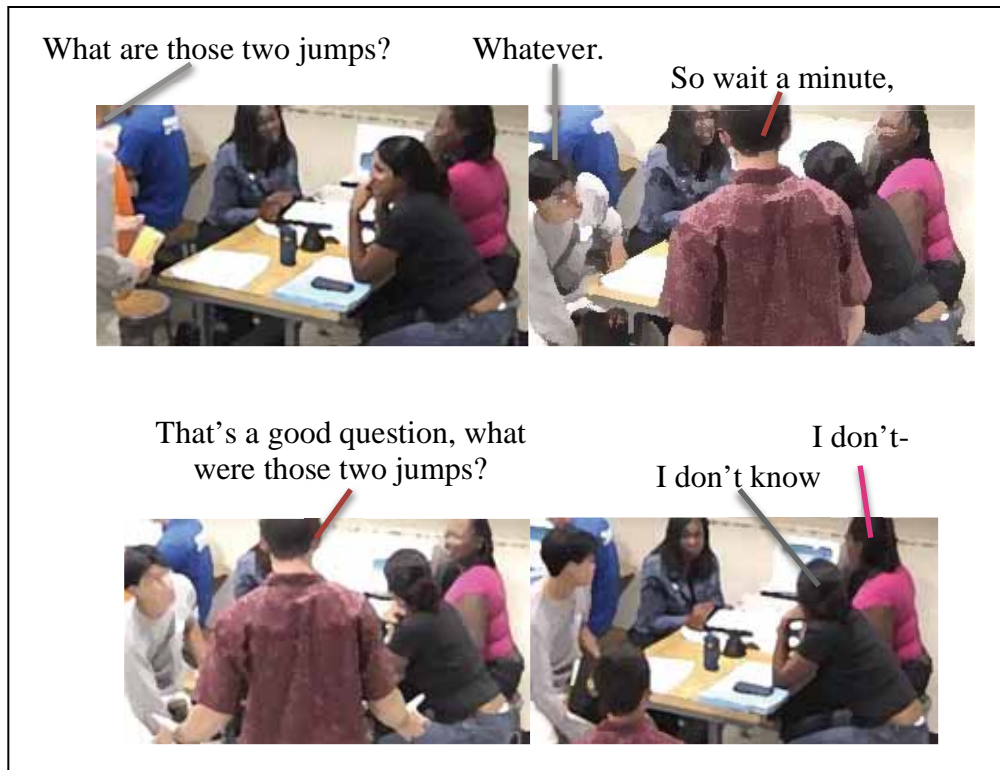 What are those two jumps?
Whatever.
So wait a minute,
That's a good question, what
were those two jumps?
I don't-
I don't know